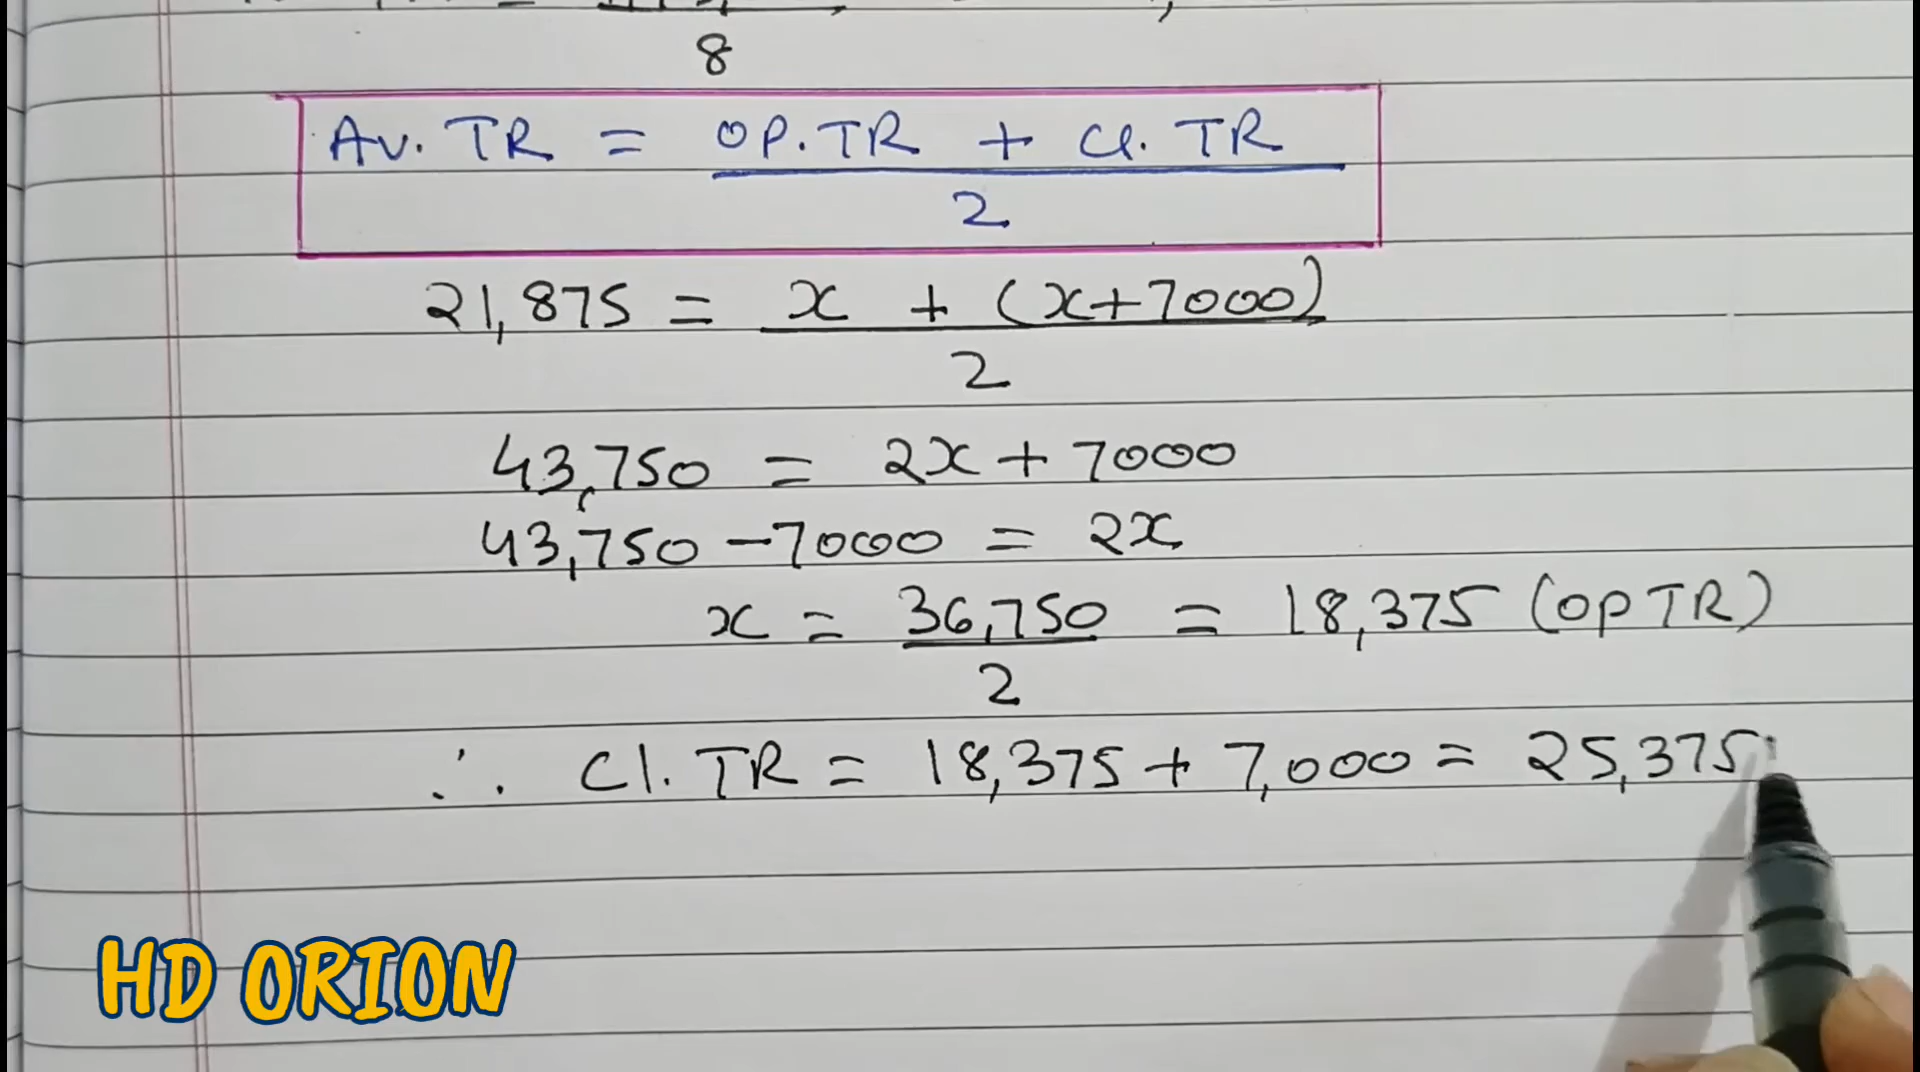 8
Av. TR = OP. TR + Cl. TR
2
21,875 = x + (x+7000)
2
43,750 = 2x + 7000
43,750 - 7000 = 2x
x = 36,750 = 18,375 (OP TR)
2
∴ Cl. TR = 18,375 + 7,000 = 25,375
HD ORION